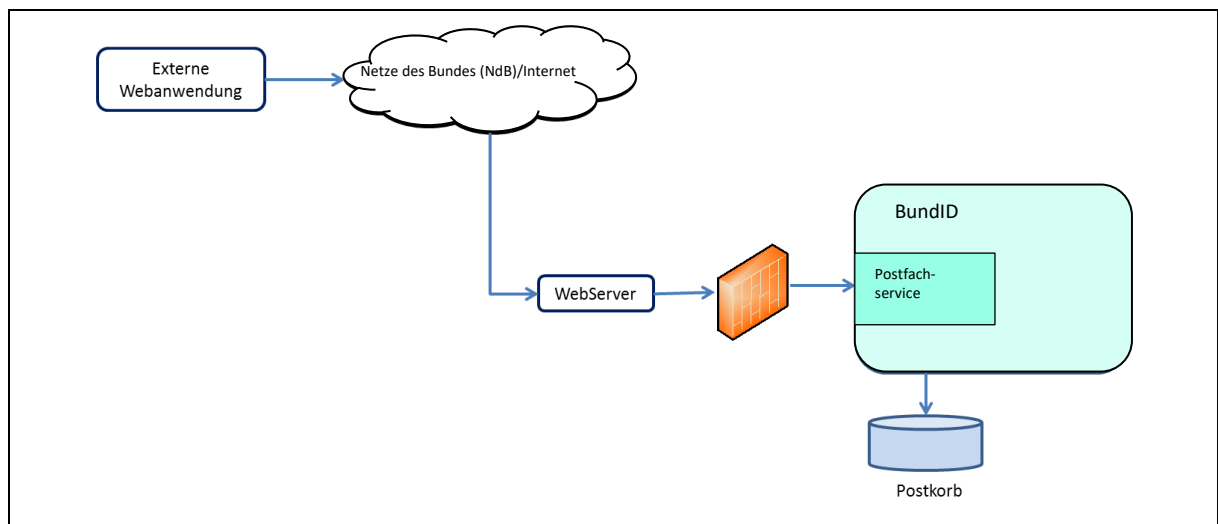 Externe
Webanwendung
Netze des Bundes (NdB)/Internet
BundID
Postfach-
service
WebServer
Postkorb